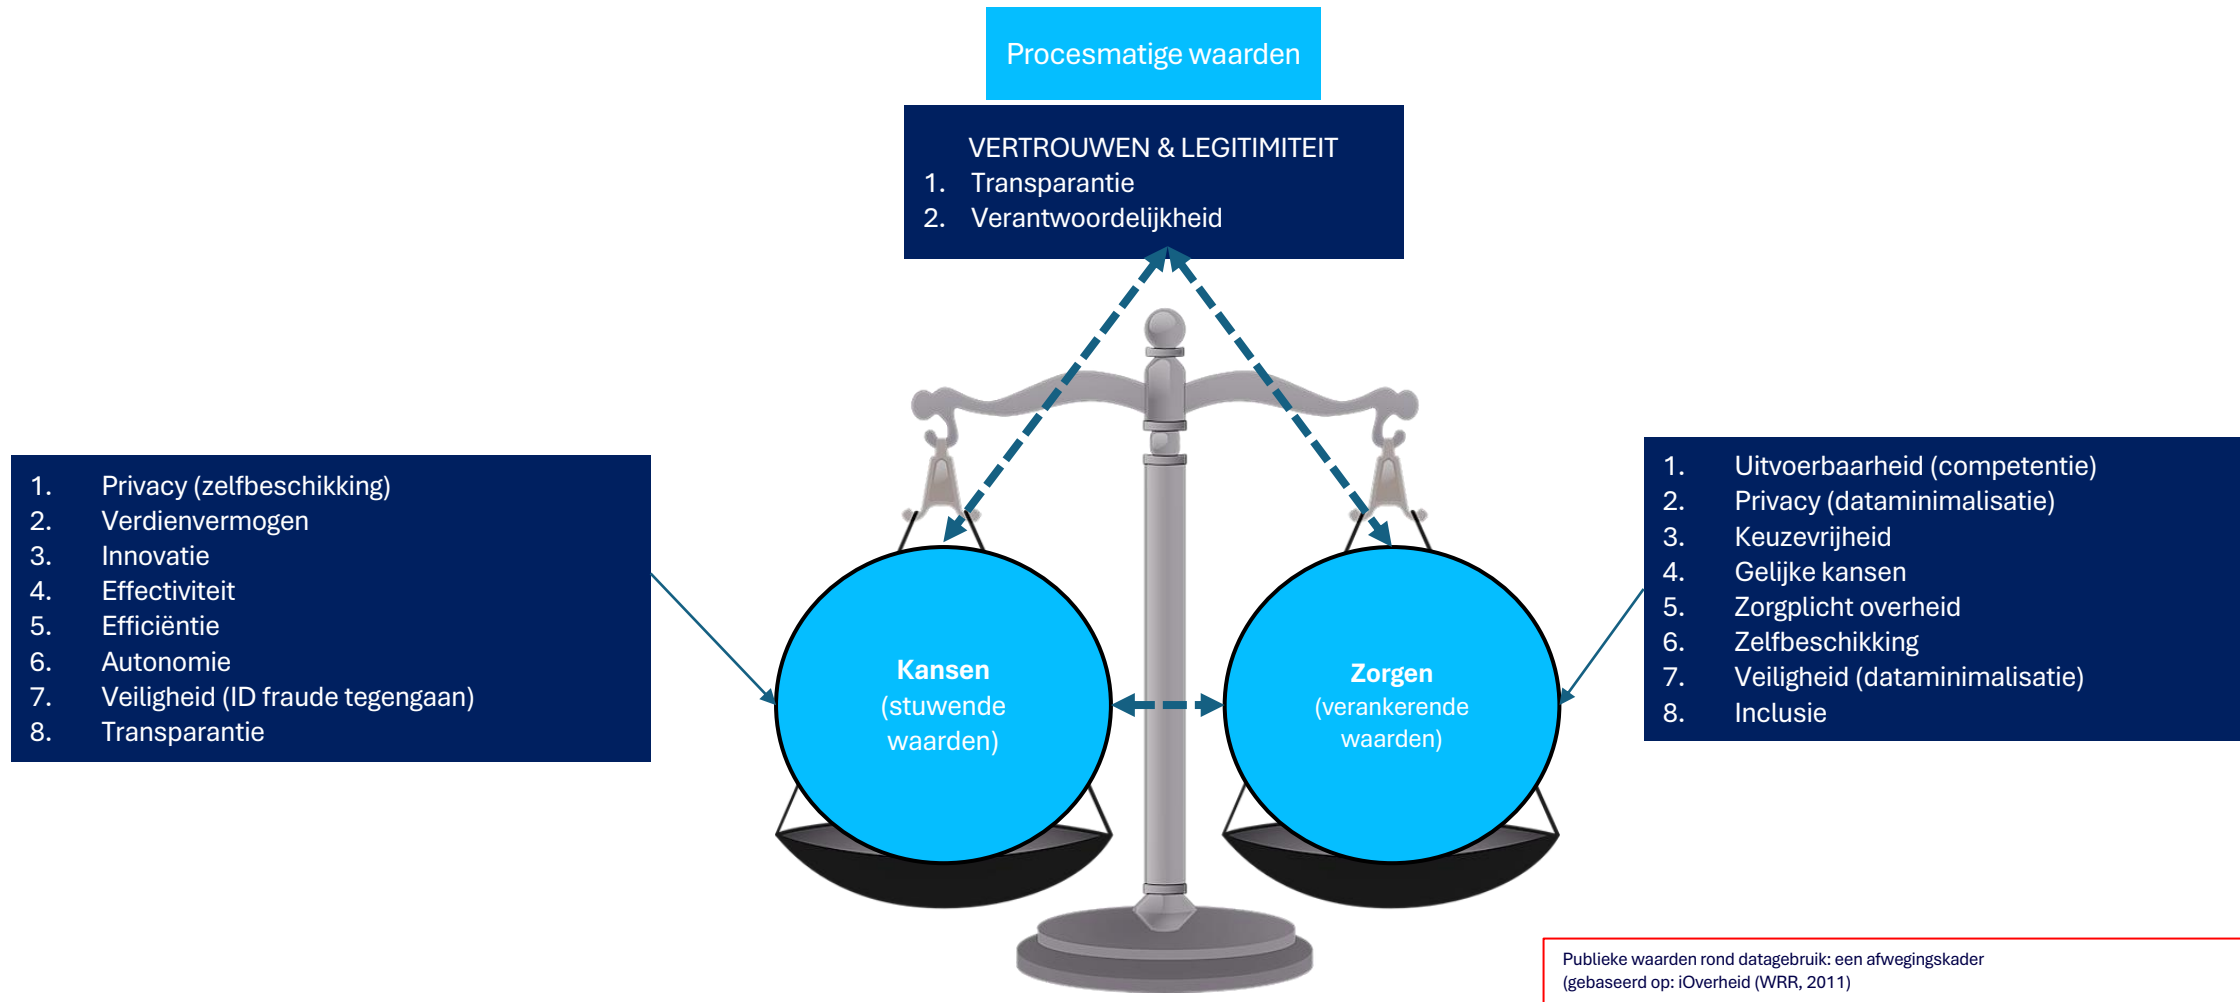 Procesmatige waarden
VERTROUWEN & LEGITIMITEIT
1. Transparantie
2. Verantwoordelijkheid
1. Privacy (zelfbeschikking)
2. Verdienvermogen
3. Innovatie
4. Effectiviteit
5. Efficiëntie
6. Autonomie
7. Veiligheid (ID fraude tegengaan)
8. Transparantie
Kansen
(stuwende
waarden)
Zorgen
(verankerende
waarden)
1. Uitvoerbaarheid (competentie)
2. Privacy (dataminimalisatie)
3. Keuzevrijheid
4. Gelijke kansen
5. Zorgplicht overheid
6. Zelfbeschikking
7. Veiligheid (dataminimalisatie)
8. Inclusie
Publieke waarden rond datagebruik: een afwegingskader
(gebaseerd op: iOverheid (WRR, 2011)